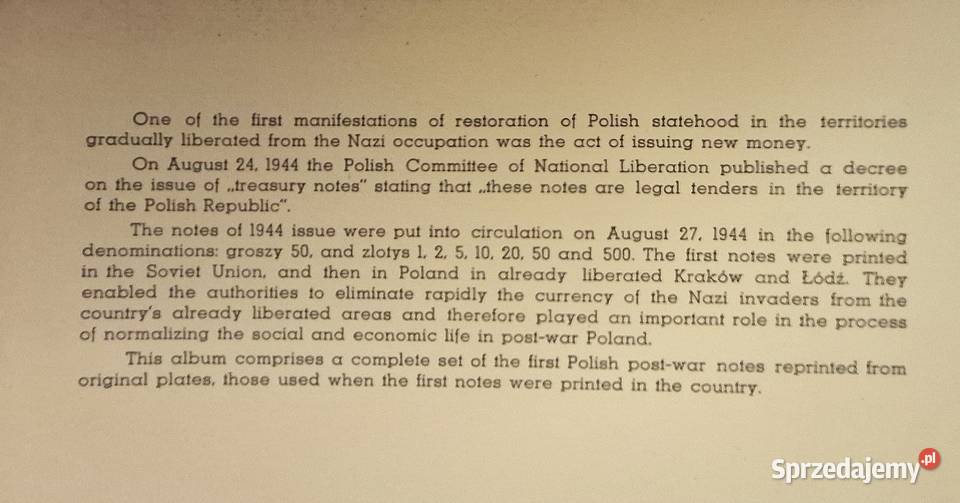 One of the first manifestations of restoration of Polish statehood in the territories
gradually liberated from the Nazi occupation was the act of issuing new money.
On August 24, 1944 the Polish Committee of National Liberation published a decree
on the issue of „treasury notes" stating that „these notes are legal tenders in the territory
of the Polish Republic".
The notes of 1944 issue were put into circulation on August 27, 1944 in the following
denominations: groszy 50, and zlotys 1, 2, 5, 10, 20, 50 and 500. The first notes were printed
in the Soviet Union, and then in Poland in already liberated Kraków and Łódź. They
enabled the authorities to eliminate rapidly the currency of the Nazi invaders from the
country's already liberated areas and therefore played an important role in the process
of normalizing the social and economic life in post-war Poland.
This album comprises a complete set of the first Polish post-war notes reprinted from
original plates, those used when the first notes were printed in the country.
Sprzedajemy.pl